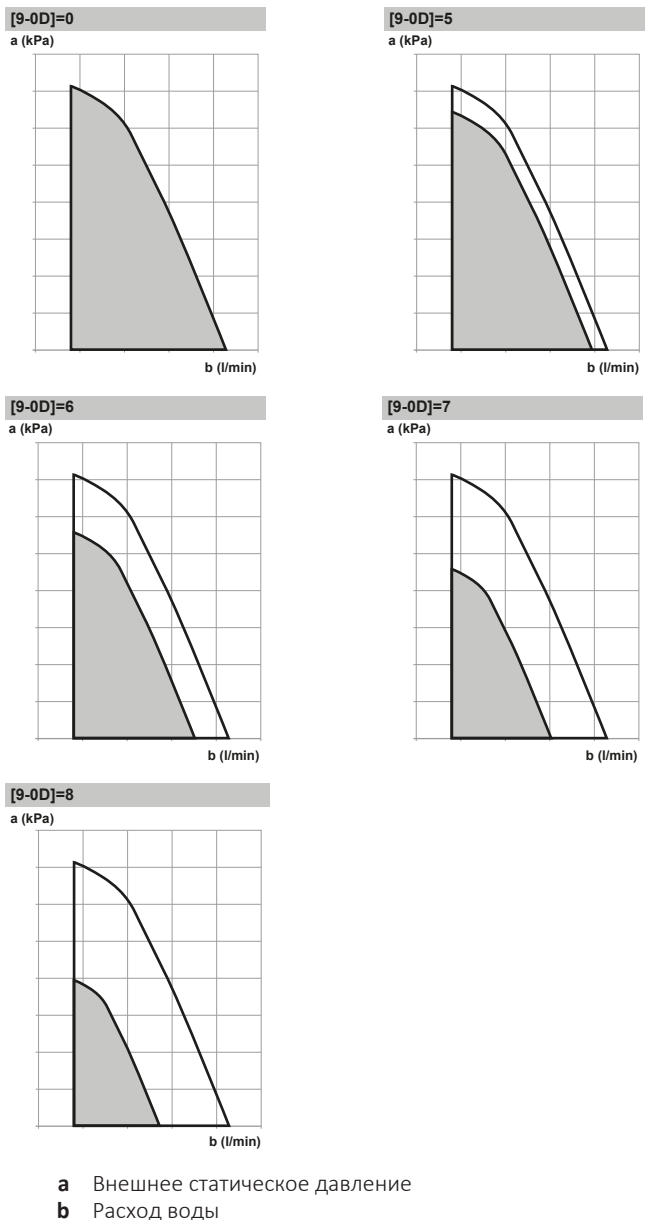 [9-0D]=0
a (kPa)
b (l/min)
[9-0D]=5
a (kPa)
b (l/min)
[9-0D]=6
a (kPa)
b (l/min)
[9-0D]=7
a (kPa)
b (l/min)
[9-0D]=8
a (kPa)
b (l/min)
a Внешнее статическое давление
b Расход воды